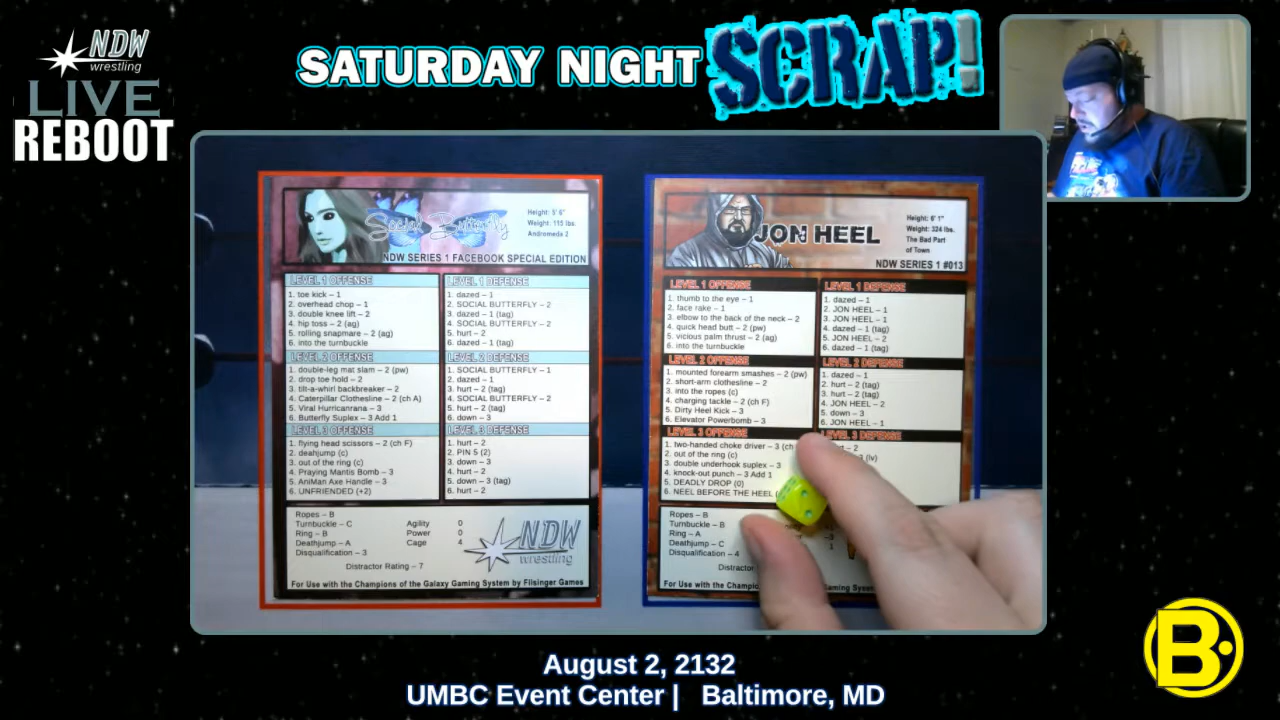 NDW
wrestling
LIVE
REBOOT
SATURDAY NIGHT SCRAP!
Social Butterfly
Height: 5' 6"
Weight: 115 lbs.
Andromeda 2
NDW SERIES 1 FACEBOOK SPECIAL EDITION
LEVEL 1 OFFENSE
1. toe kick – 1
2. overhead chop – 1
3. double knee lift – 2
4. hip toss – 2 (ag)
5. rolling snapmare – 2 (ag)
6. into the turnbuckle
LEVEL 1 DEFENSE
1. dazed – 1
2. SOCIAL BUTTERFLY – 2
3. dazed – 1 (tag)
4. SOCIAL BUTTERFLY – 2
5. hurt – 2
6. dazed – 1 (tag)
LEVEL 2 OFFENSE
1. double-leg mat slam – 2 (pw)
2. drop toe hold – 2
3. tilt-a-whirl backbreaker – 2
4. Caterpillar Clothesline – 2 (ch A)
5. Viral Hurricanrana – 3
6. Butterfly Suplex – 3 Add 1
LEVEL 2 DEFENSE
1. SOCIAL BUTTERFLY – 1
2. dazed – 1
3. hurt – 2 (tag)
4. SOCIAL BUTTERFLY – 2
5. hurt – 2 (tag)
6. down – 3
LEVEL 3 OFFENSE
1. flying head scissors – 2 (ch F)
2. deahjump (c)
3. out of the ring (c)
4. Praying Mantis Bomb – 3
5. AniMan Axe Handle – 3
6. UNFRIENDED (+2)
LEVEL 3 DEFENSE
1. hurt – 2
2. PIN 5 (2)
3. down – 3
4. hurt – 2
5. down – 3 (tag)
6. hurt – 2
Ropes – B
Turnbuckle – C
Ring – B
Deathjump – A
Disqualification – 3
Agility 0
Power 0
Cage 4
Distractor Rating – 7
NDW
wrestling
For Use with the Champions of the Galaxy Gaming System by Filsinger Games
JON HEEL
Height: 6' 1"
Weight: 324 lbs.
The Bad Part
of Town
NDW SERIES 1 #013
LEVEL 1 OFFENSE
1. thumb to the eye – 1
2. face rake – 1
3. elbow to the back of the neck – 2
4. quick head butt – 2 (pw)
5. vicious palm thrust – 2 (ag)
6. into the turnbuckle
LEVEL 1 DEFENSE
1. dazed – 1
2. JON HEEL – 1
3. JON HEEL – 1
4. dazed – 1 (tag)
5. JON HEEL – 2
6. dazed – 1 (tag)
LEVEL 2 OFFENSE
1. mounted forearm smashes – 2 (pw)
2. short-arm clothesline – 2
3. into the ropes (c)
4. charging tackle – 2 (ch F)
5. Dirty Heel Kick – 3
6. Elevator Powerbomb – 3
LEVEL 2 DEFENSE
1. dazed – 1
2. hurt – 2 (tag)
3. hurt – 2 (tag)
4. JON HEEL – 2
5. down – 3
6. JON HEEL – 1
LEVEL 3 OFFENSE
1. two-handed choke driver – 3 (ch
2. out of the ring (c)
3. double underhook suplex – 3
4. knock-out punch – 3 Add 1
5. DEADLY DROP (0)
6. NEEL BEFORE THE HEEL
LEVEL 3 DEFENSE
– 2
3 (lv)
Ropes – B
Turnbuckle – B
Ring – A
Deathjump – C
Disqualification – 4
Distractor
For Use with the Gaming
B
August 2, 2132
UMBC Event Center | Baltimore, MD